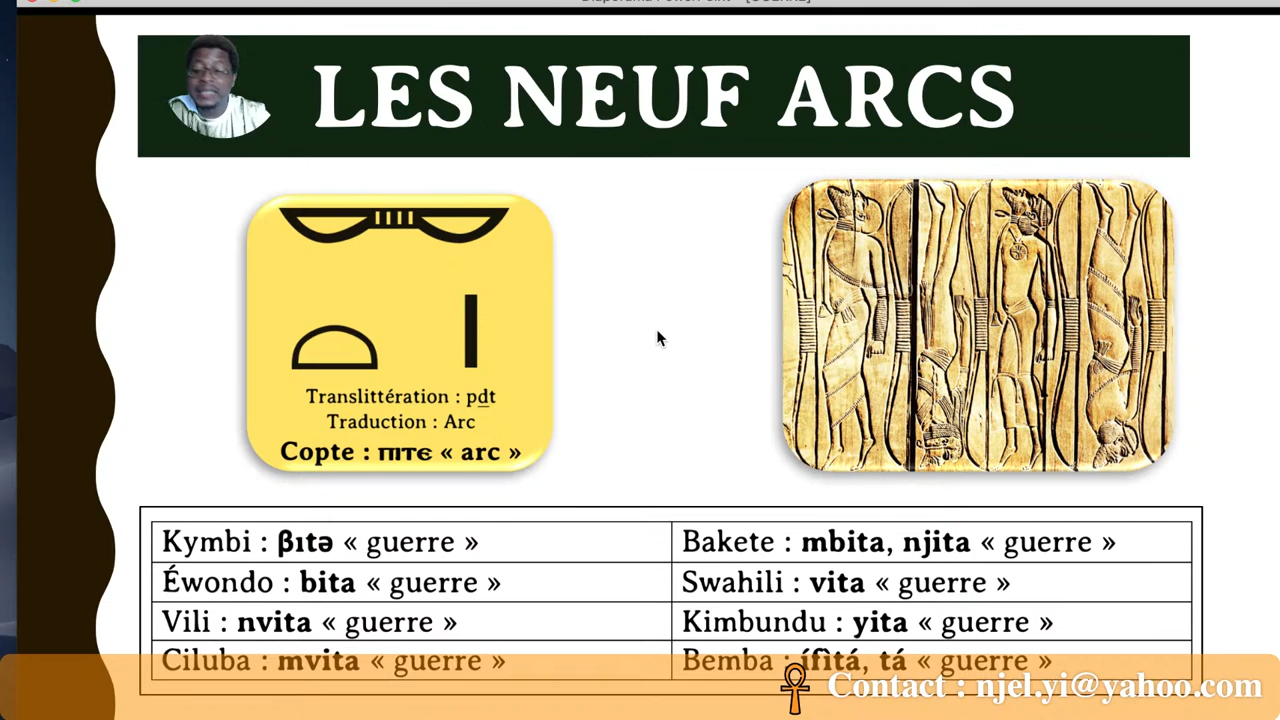 LES NEUF ARCS
Translittération : pḏt
Traduction : Arc
Copte : ⲡⲓⲧⲉ « arc »
Kymbi : βıtə « guerre »
Bakete : mbita, njita « guerre »
Éwondo : bita « guerre »
Swahili : vita « guerre »
Vili : nvita « guerre »
Kimbundu : yita « guerre »
Ciluba : mvita « guerre »
Bemba : ífìtá, tá « guerre »
Contact : njel.yi@yahoo.com